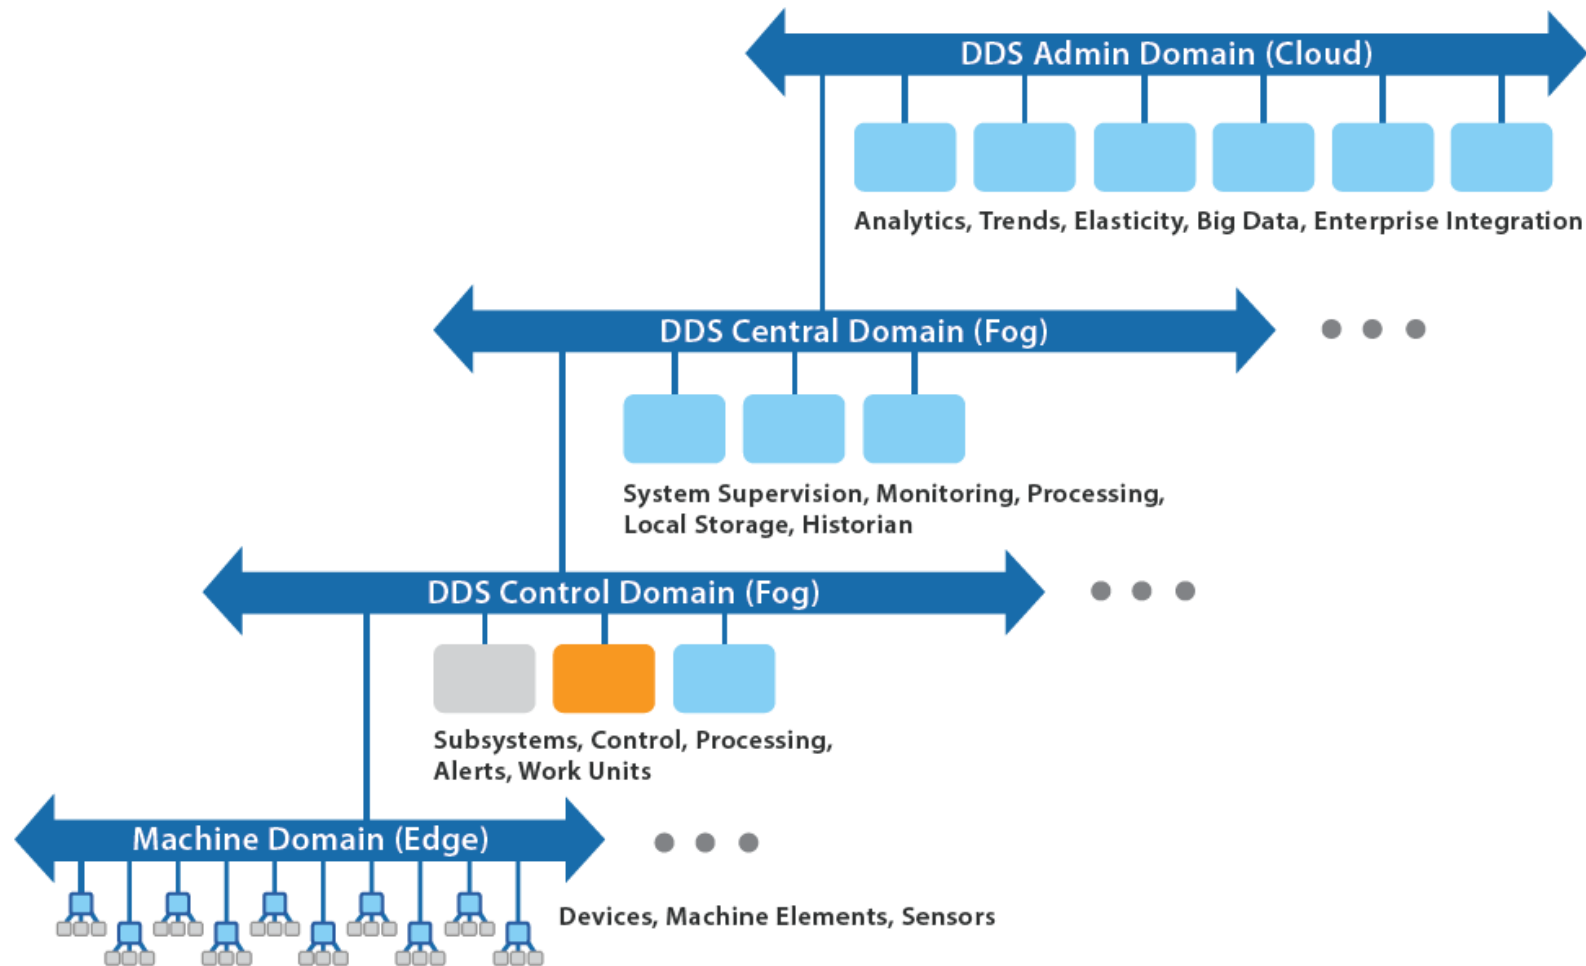 DDS Admin Domain (Cloud)
Analytics, Trends, Elasticity, Big Data, Enterprise Integration
DDS Central Domain (Fog)
System Supervision, Monitoring, Processing,
Local Storage, Historian
DDS Control Domain (Fog)
Subsystems, Control, Processing,
Alerts, Work Units
Machine Domain (Edge)
Devices, Machine Elements, Sensors